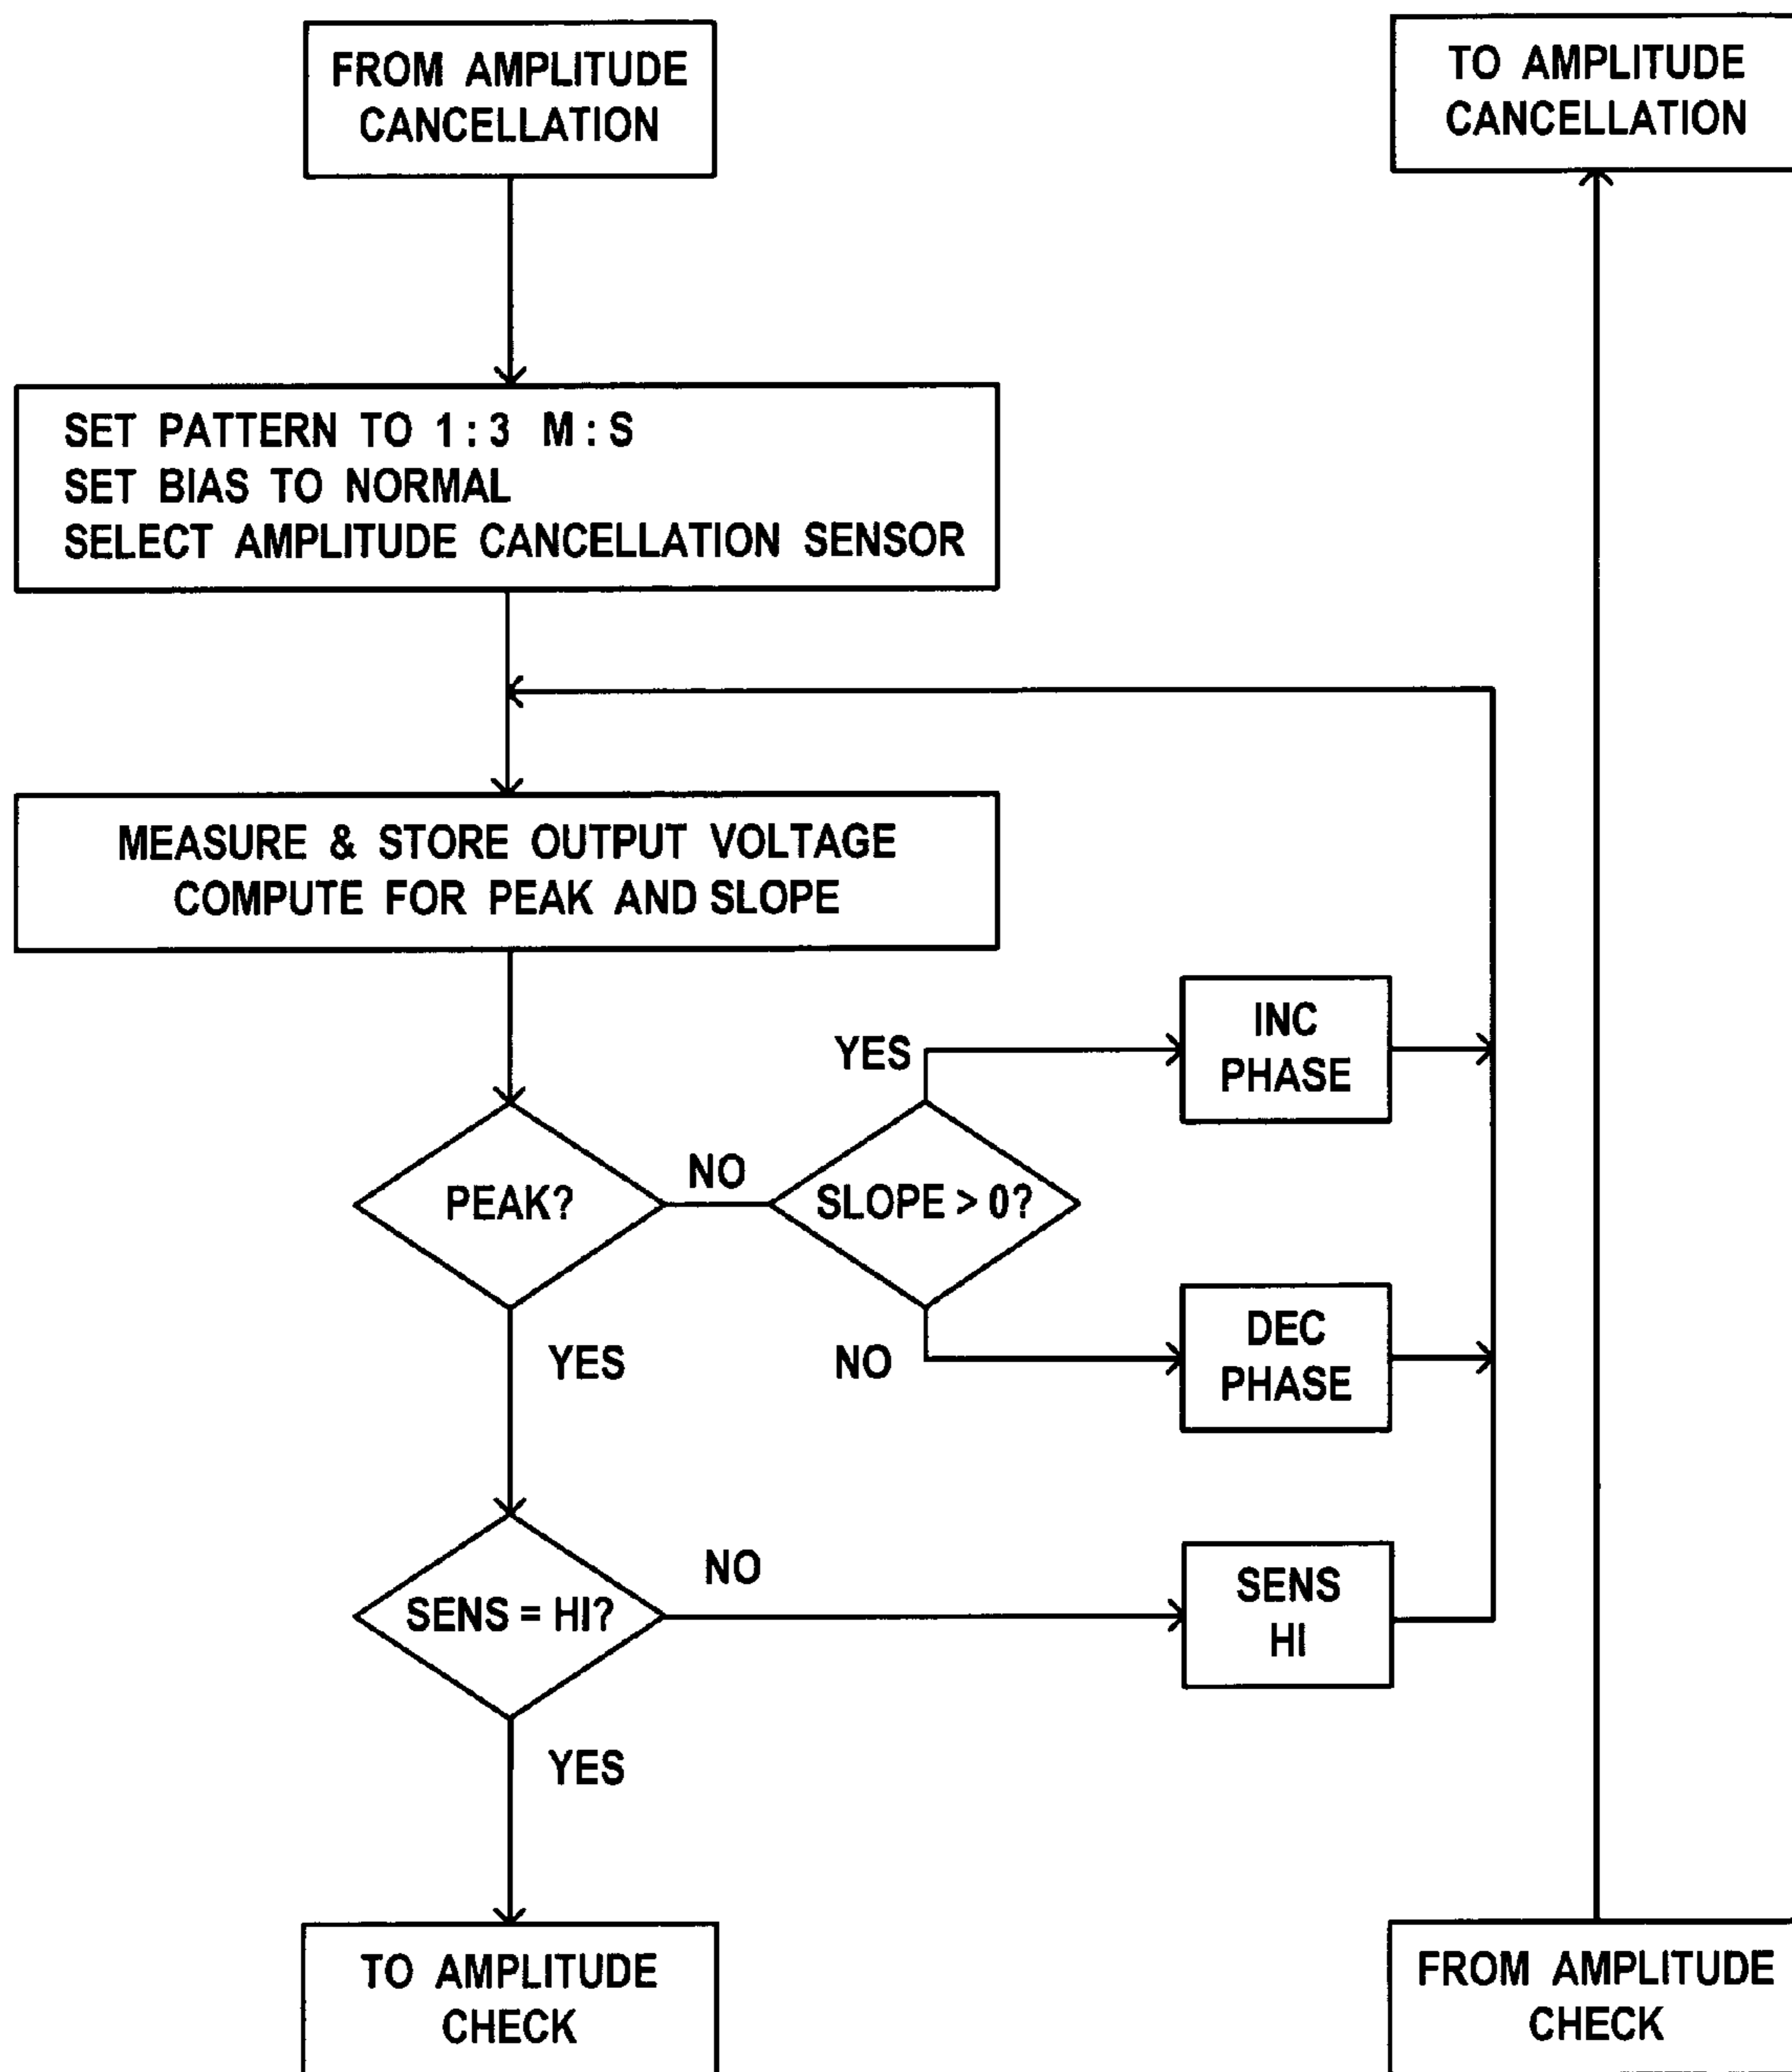 FROM AMPLITUDE
CANCELLATION
TO AMPLITUDE
CANCELLATION
SET PATTERN TO 1:3 M:S
SET BIAS TO NORMAL
SELECT AMPLITUDE CANCELLATION SENSOR
MEASURE & STORE OUTPUT VOLTAGE
COMPUTE FOR PEAK AND SLOPE
YES
INC
PHASE
PEAK?
NO
SLOPE > 0?
YES
NO
DEC
PHASE
SENS = HI?
NO
SENS
HI
YES
TO AMPLITUDE
CHECK
FROM AMPLITUDE
CHECK